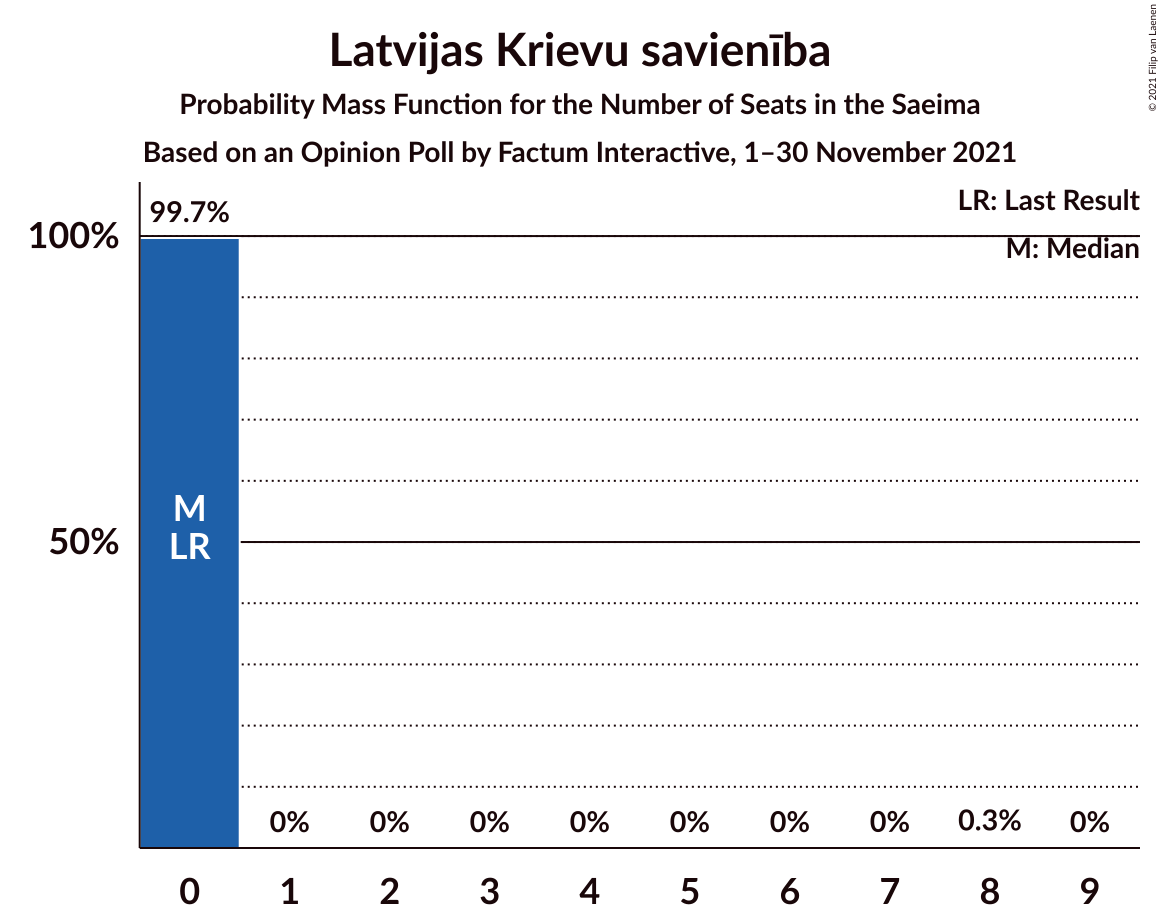 Latvijas Krievu savienība
Probability Mass Function for the Number of Seats in the Saeima
Based on an Opinion Poll by Factum Interactive, 1–30 November 2021
© 2021 Filip van Laenen
LR: Last Result
M: Median
99.7%
100%
50%
M
LR
0% 0% 0% 0% 0% 0% 0% 0.3% 0%
0 1 2 3 4 5 6 7 8 9